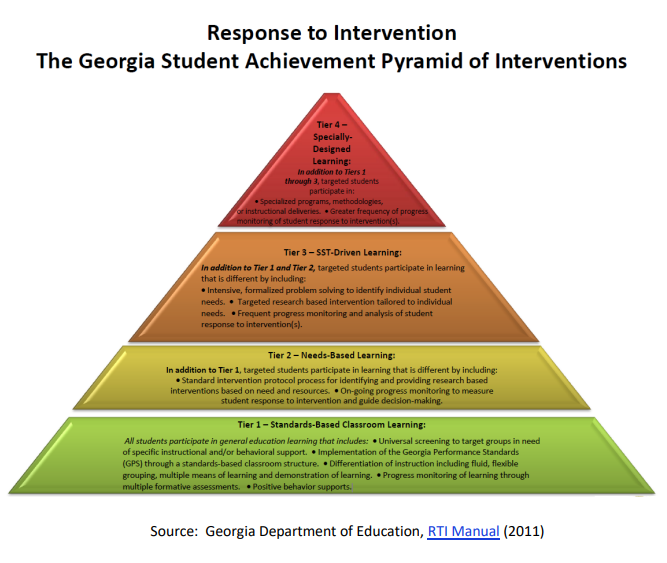 Response to Intervention
The Georgia Student Achievement Pyramid of Interventions
Tier 4 –
Specially-
Designed
Learning:
In addition to Tiers 1
through 3, targeted students
participate in:
• Specialized programs, methodologies,
or instructional deliveries. • Greater frequency of progress
monitoring of student response to intervention(s).
Tier 3 – SST-Driven Learning:
In addition to Tier 1 and Tier 2, targeted students participate in learning
that is different by including:
• Intensive, formalized problem solving to identify individual student
needs. • Targeted research based intervention tailored to individual
needs. • Frequent progress monitoring and analysis of student
response to intervention(s).
Tier 2 – Needs-Based Learning:
In addition to Tier 1, targeted students participate in learning that is different by including:
• Standard intervention protocol process for identifying and providing research based
interventions based on need and resources. • On-going progress monitoring to measure
student response to intervention and guide decision-making.
Tier 1 – Standards-Based Classroom Learning:
All students participate in general education learning that includes: • Universal screening to target groups in need
of specific instructional and/or behavioral support. • Implementation of the Georgia Performance Standards
(GPS) through a standards-based classroom structure. • Differentiation of instruction including fluid, flexible
grouping, multiple means of learning and demonstration of learning. • Progress monitoring of learning through
multiple formative assessments. • Positive behavior supports.
Source: Georgia Department of Education, RTI Manual (2011)